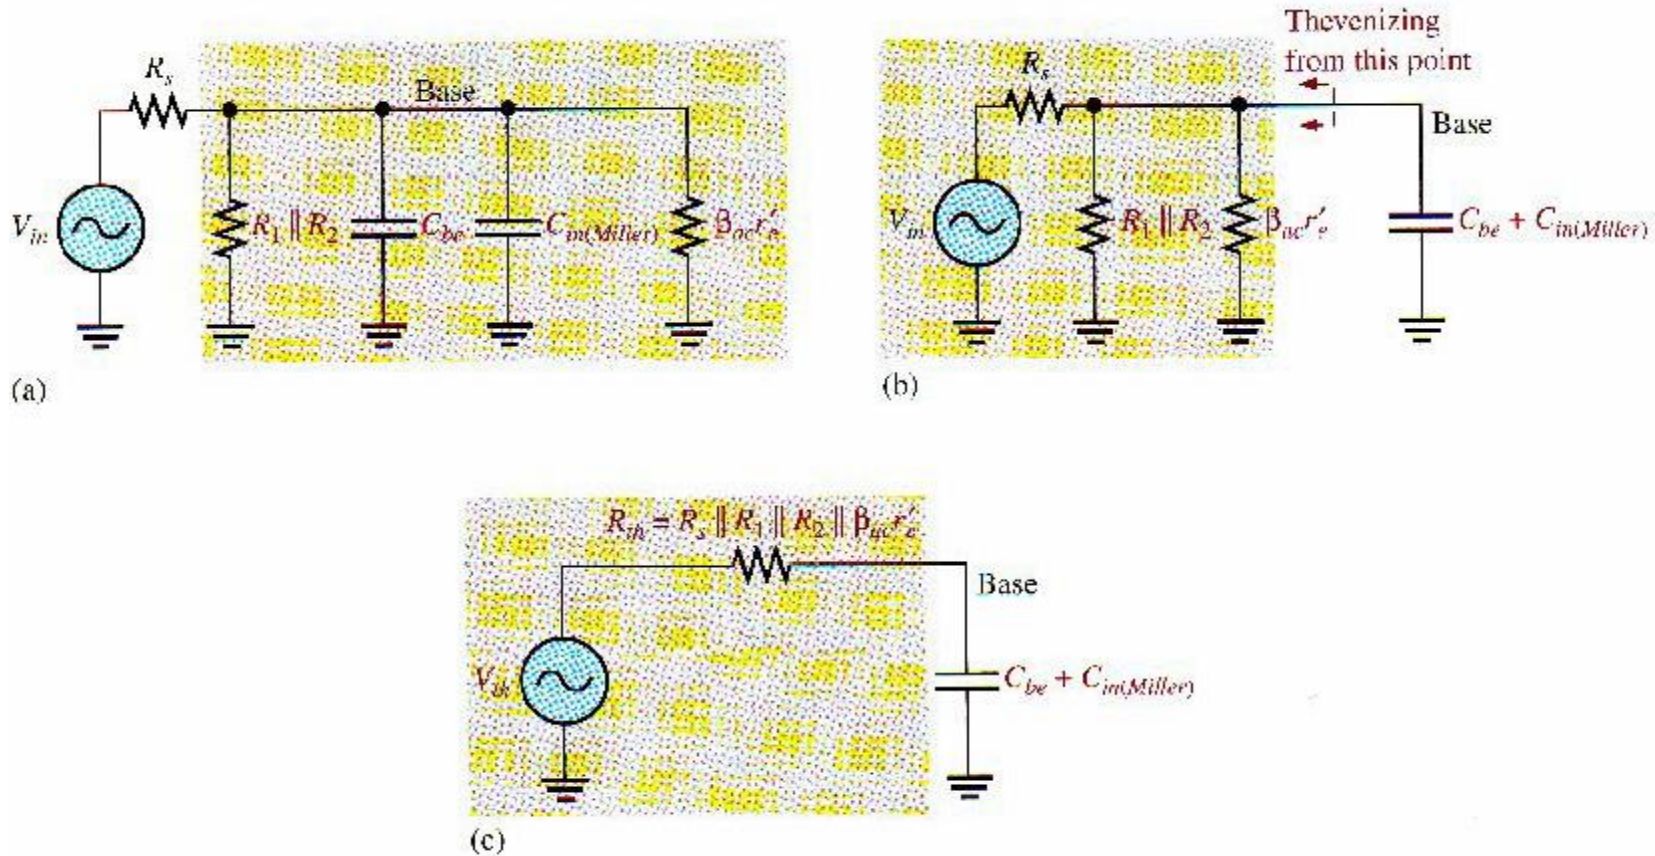 R_s
Base
V_in
R_1 ∥ R_2
C_be
C_in(Miller)
β_ac r′_e
(a)
Thevenizing
from this point
R_s
Base
V_in
R_1 ∥ R_2
β_ac r′_e
C_be + C_in(Miller)
(b)
R_th = R_s ∥ R_1 ∥ R_2 ∥ β_ac r′_e
Base
V_th
C_be + C_in(Miller)
(c)